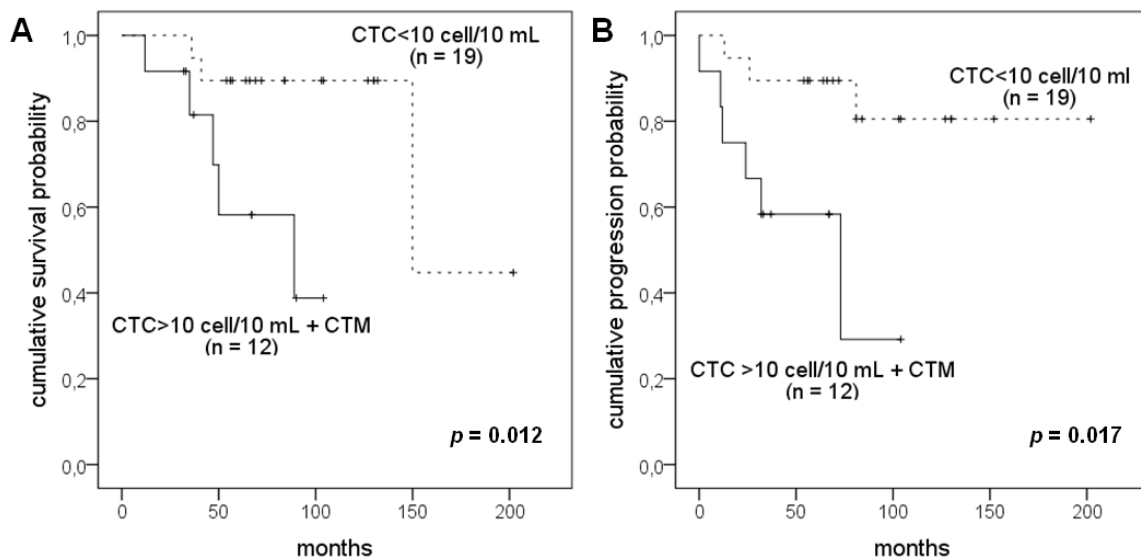 A
cumulative survival probability
1,0
0,8
0,6
0,4
0,2
0,0
CTC<10 cell/10 mL
(n = 19)
CTC>10 cell/10 mL + CTM
(n = 12)
p = 0.012
0 50 100 150 200
months
B
cumulative progression probability
1,0
0,8
0,6
0,4
0,2
0,0
CTC<10 cell/10 ml
(n = 19)
CTC >10 cell/10 mL + CTM
(n = 12)
p = 0.017
0 50 100 150 200
months